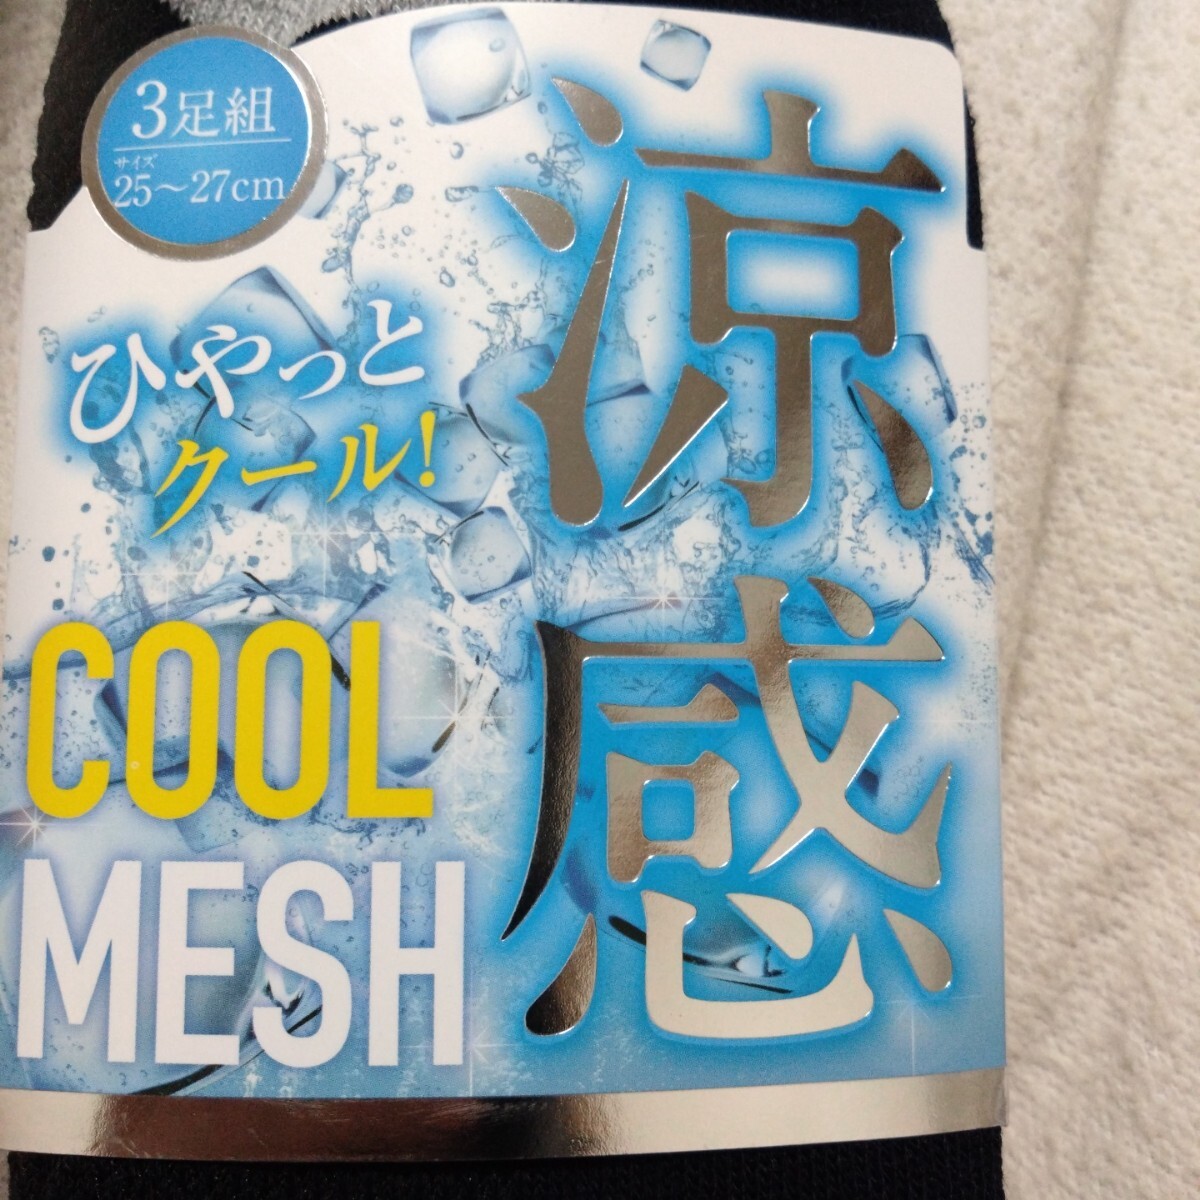 3足組
サイズ
25～27cm
涼感
ひやっと
クール!
COOL
MESH